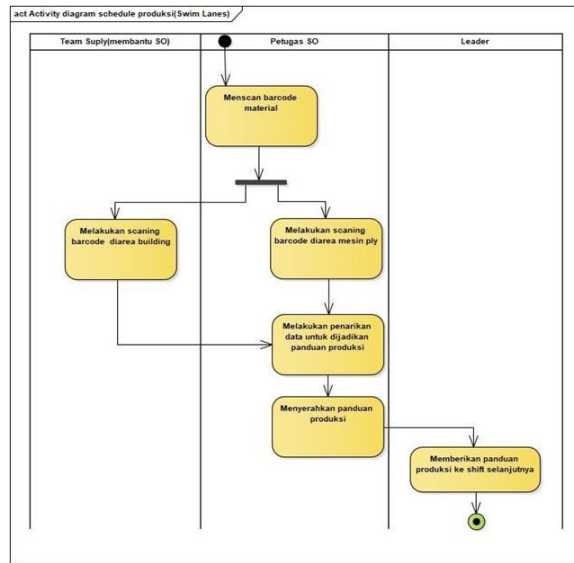 act Activity diagram schedule produksi(Swim Lanes)
Team Suply(membantu SO)
Petugas SO
Leader
Menscan barcode
material
Melakukan scaning
barcode diarea building
Melakukan scaning
barcode diarea mesin ply
Melakukan penarikan
data untuk dijadikan
panduan produksi
Menyerahkan panduan
produksi
Memberikan panduan
produksi ke shift selanjutnya